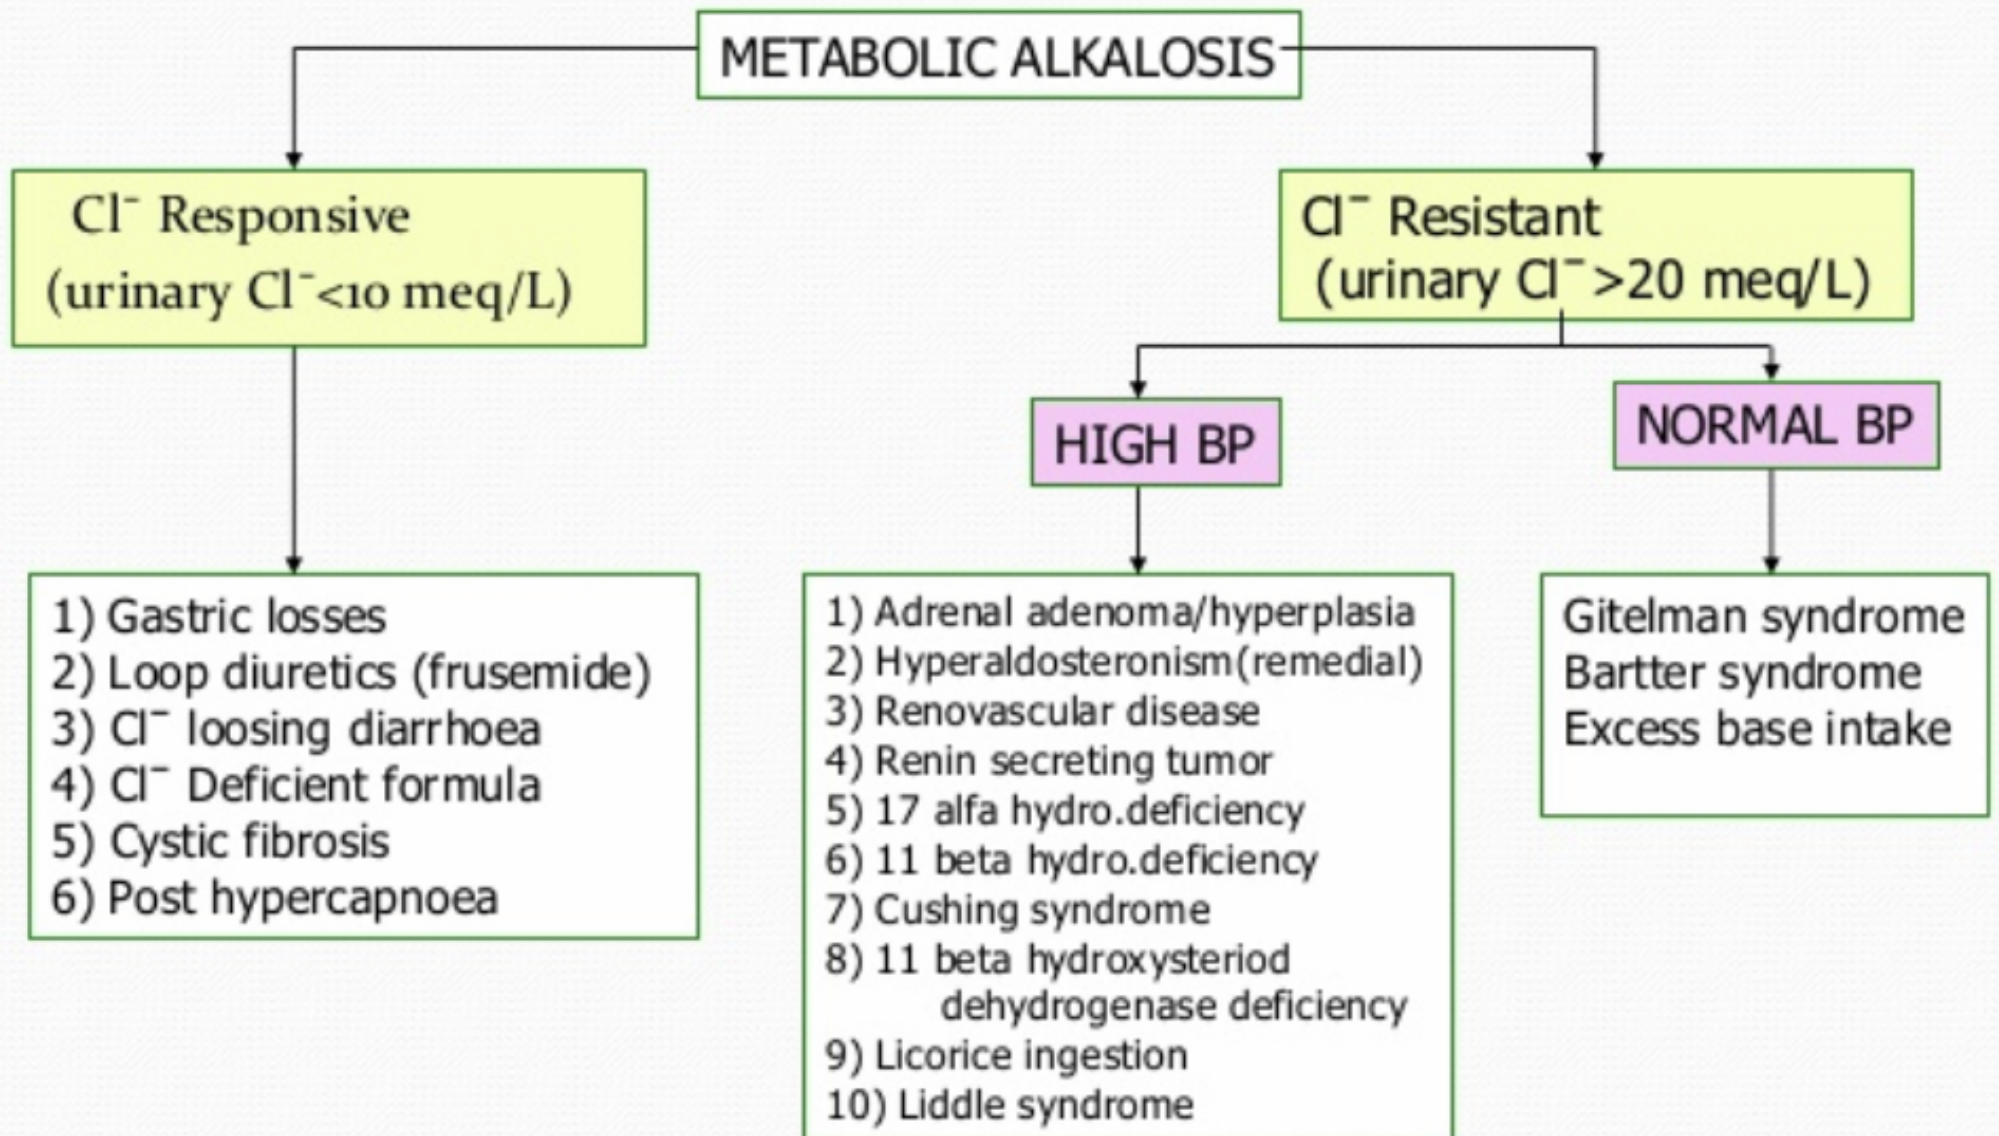 METABOLIC ALKALOSIS
Cl⁻ Responsive
(urinary Cl⁻<10 meq/L)
Cl⁻ Resistant
(urinary Cl⁻>20 meq/L)
HIGH BP
NORMAL BP
1) Gastric losses
2) Loop diuretics (frusemide)
3) Cl⁻ loosing diarrhoea
4) Cl⁻ Deficient formula
5) Cystic fibrosis
6) Post hypercapnoea
1) Adrenal adenoma/hyperplasia
2) Hyperaldosteronism(remedial)
3) Renovascular disease
4) Renin secreting tumor
5) 17 alfa hydro.deficiency
6) 11 beta hydro.deficiency
7) Cushing syndrome
8) 11 beta hydroxysteriod
dehydrogenase deficiency
9) Licorice ingestion
10) Liddle syndrome
Gitelman syndrome
Bartter syndrome
Excess base intake